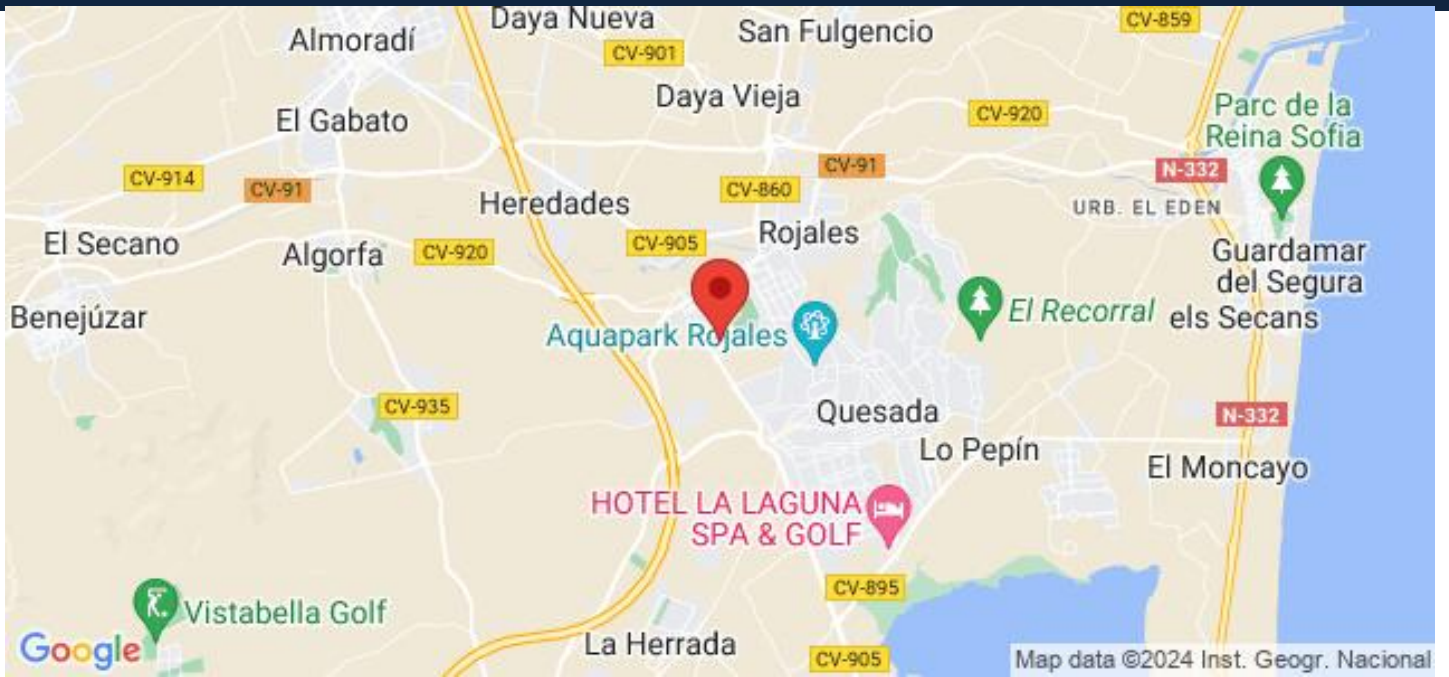 Daya Nueva
CV-859
Almoradí
San Fulgencio
CV-901
Daya Vieja
Parc de la
Reina Sofia
El Gabato
CV-920
CV-914
CV-91
CV-91
N-332
CV-860
Heredades
URB. EL EDEN
El Secano
CV-905
Rojales
Algorfa
CV-920
Guardamar
del Segura
Benejúzar
El Recorral
els Secans
Aquapark Rojales
CV-935
Quesada
N-332
Lo Pepín
El Moncayo
HOTEL LA LAGUNA
SPA & GOLF
CV-895
Vistabella Golf
La Herrada
Google
CV-905
Map data ©2024 Inst. Geogr. Nacional